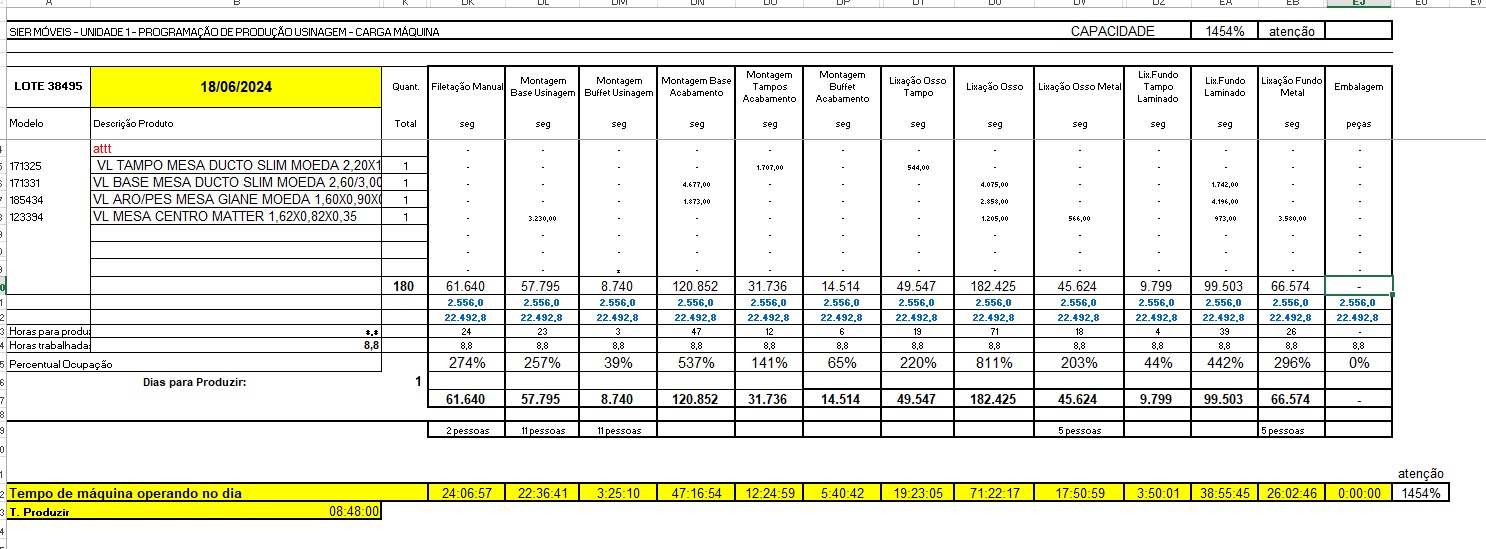 A B K DK DL DM DN DO DP DT DU DV DZ EA EB EJ EU EV
SIER MÓVEIS - UNIDADE 1 - PROGRAMAÇÃO DE PRODUÇÃO USINAGEM - CARGA MÁQUINA CAPACIDADE 1454% atenção
LOTE 38495 18/06/2024 Quant. Filetação Manual Montagem Base Usinagem Montagem Buffet Usinagem Montagem Base Acabamento Montagem Tampos Acabamento Montagem Buffet Acabamento Lixação Osso Tampo Lixação Osso Lixação Osso Metal Lix.Fundo Tampo Laminado Lix.Fundo Laminado Lixação Fundo Metal Embalagem
Modelo Descrição Produto Total seg seg seg seg seg seg seg seg seg seg seg seg peças
attt - - - - - - - - - - - - -
171325 VL TAMPO MESA DUCTO SLIM MOEDA 2,20X1 1 - - - - 1.707,00 - 544,00 - - - - - -
171331 VL BASE MESA DUCTO SLIM MOEDA 2,60/3,00 1 - - - 4.677,00 - - - 4.075,00 - - 1.742,00 - -
185434 VL ARO/PES MESA GIANE MOEDA 1,60X0,90X0 1 - - - 1.873,00 - - - 2.858,00 - - 4.196,00 - -
123394 VL MESA CENTRO MATTER 1,62X0,82X0,35 1 - 3.230,00 - - - - - 1.205,00 566,00 - 973,00 3.580,00 -
- - - - - - - - - - - - -
- - - - - - - - - - - - -
- - - - - - - - - - - -
180 61.640 57.795 8.740 120.852 31.736 14.514 49.547 182.425 45.624 9.799 99.503 66.574 -
2.556,0 2.556,0 2.556,0 2.556,0 2.556,0 2.556,0 2.556,0 2.556,0 2.556,0 2.556,0 2.556,0 2.556,0 2.556,0
22.492,8 22.492,8 22.492,8 22.492,8 22.492,8 22.492,8 22.492,8 22.492,8 22.492,8 22.492,8 22.492,8 22.492,8 22.492,8
Horas para produz *,* 24 23 3 47 12 6 19 71 18 4 39 26 -
Horas trabalhadas 8,8 8,8 8,8 8,8 8,8 8,8 8,8 8,8 8,8 8,8 8,8 8,8 8,8 8,8
Percentual Ocupação 274% 257% 39% 537% 141% 65% 220% 811% 203% 44% 442% 296% 0%
Dias para Produzir: 1
61.640 57.795 8.740 120.852 31.736 14.514 49.547 182.425 45.624 9.799 99.503 66.574 -
2 pessoas 11 pessoas 11 pessoas 5 pessoas 5 pessoas
atenção
Tempo de máquina operando no dia 24:06:57 22:36:41 3:25:10 47:16:54 12:24:59 5:40:42 19:23:05 71:22:17 17:50:59 3:50:01 38:55:45 26:02:46 0:00:00 1454%
T. Produzir 08:48:00